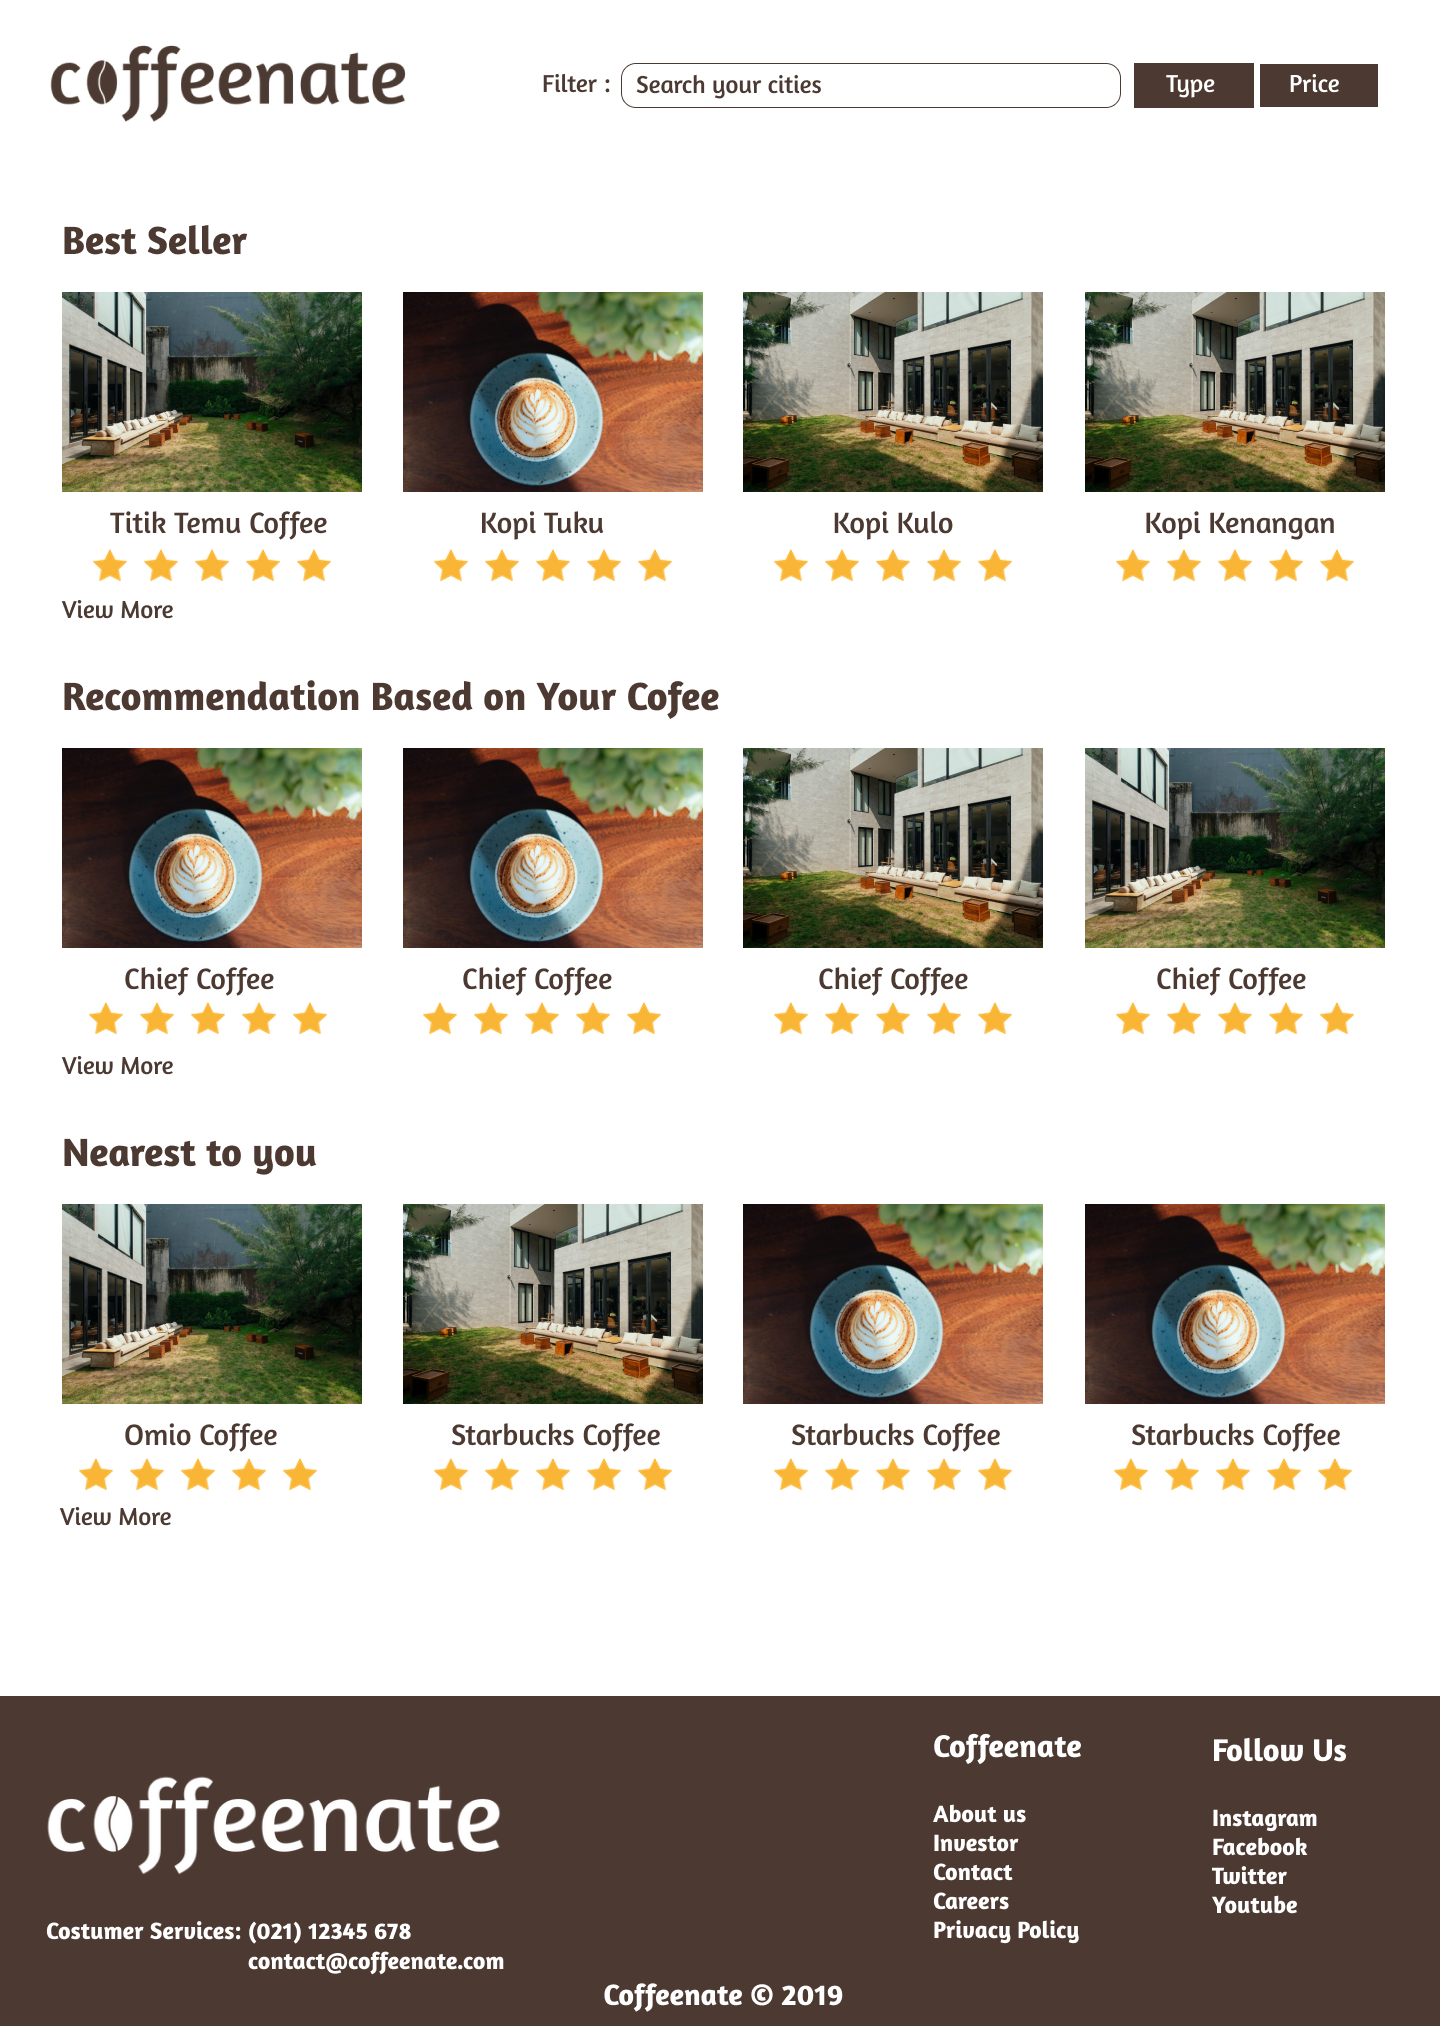 coffeenate
Filter :
Search your cities
Type
Price
Best Seller
Titik Temu Coffee
Kopi Tuku
Kopi Kulo
Kopi Kenangan
View More
Recommendation Based on Your Cofee
Chief Coffee
Chief Coffee
Chief Coffee
Chief Coffee
View More
Nearest to you
Omio Coffee
Starbucks Coffee
Starbucks Coffee
Starbucks Coffee
View More
coffeenate
Costumer Services: (021) 12345 678
contact@coffeenate.com
Coffeenate
About us
Investor
Contact
Careers
Privacy Policy
Follow Us
Instagram
Facebook
Twitter
Youtube
Coffeenate © 2019